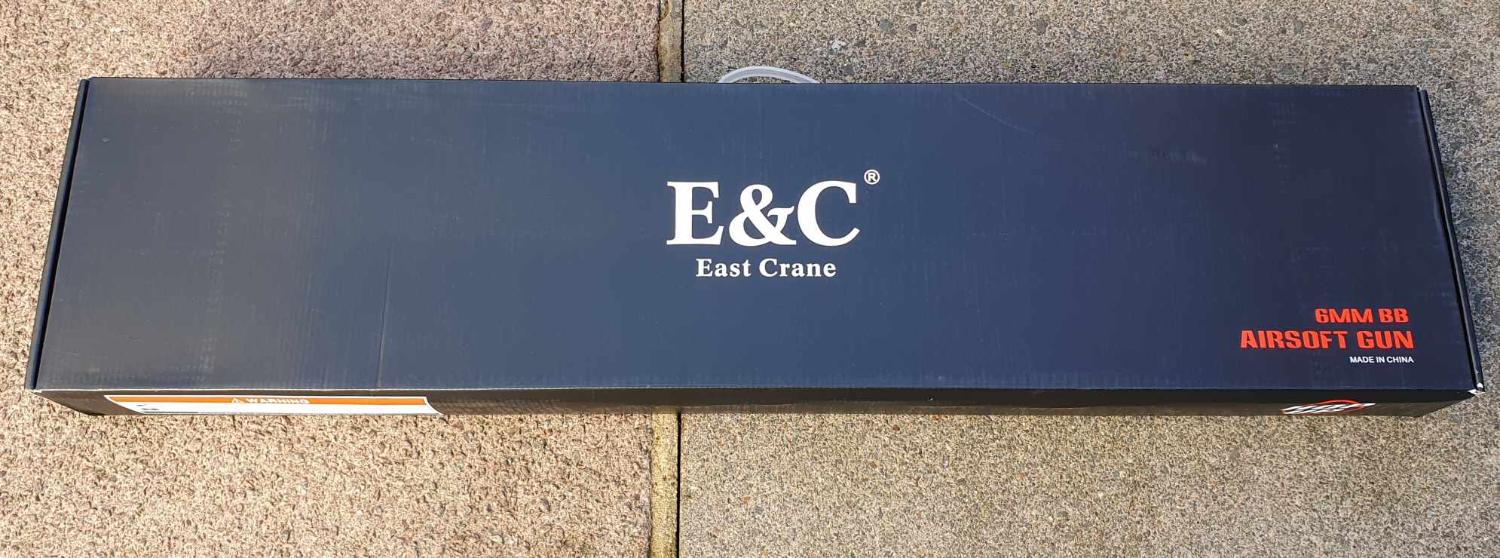 E&C®
East Crane
6MM BB
AIRSOFT GUN
MADE IN CHINA
WARNING